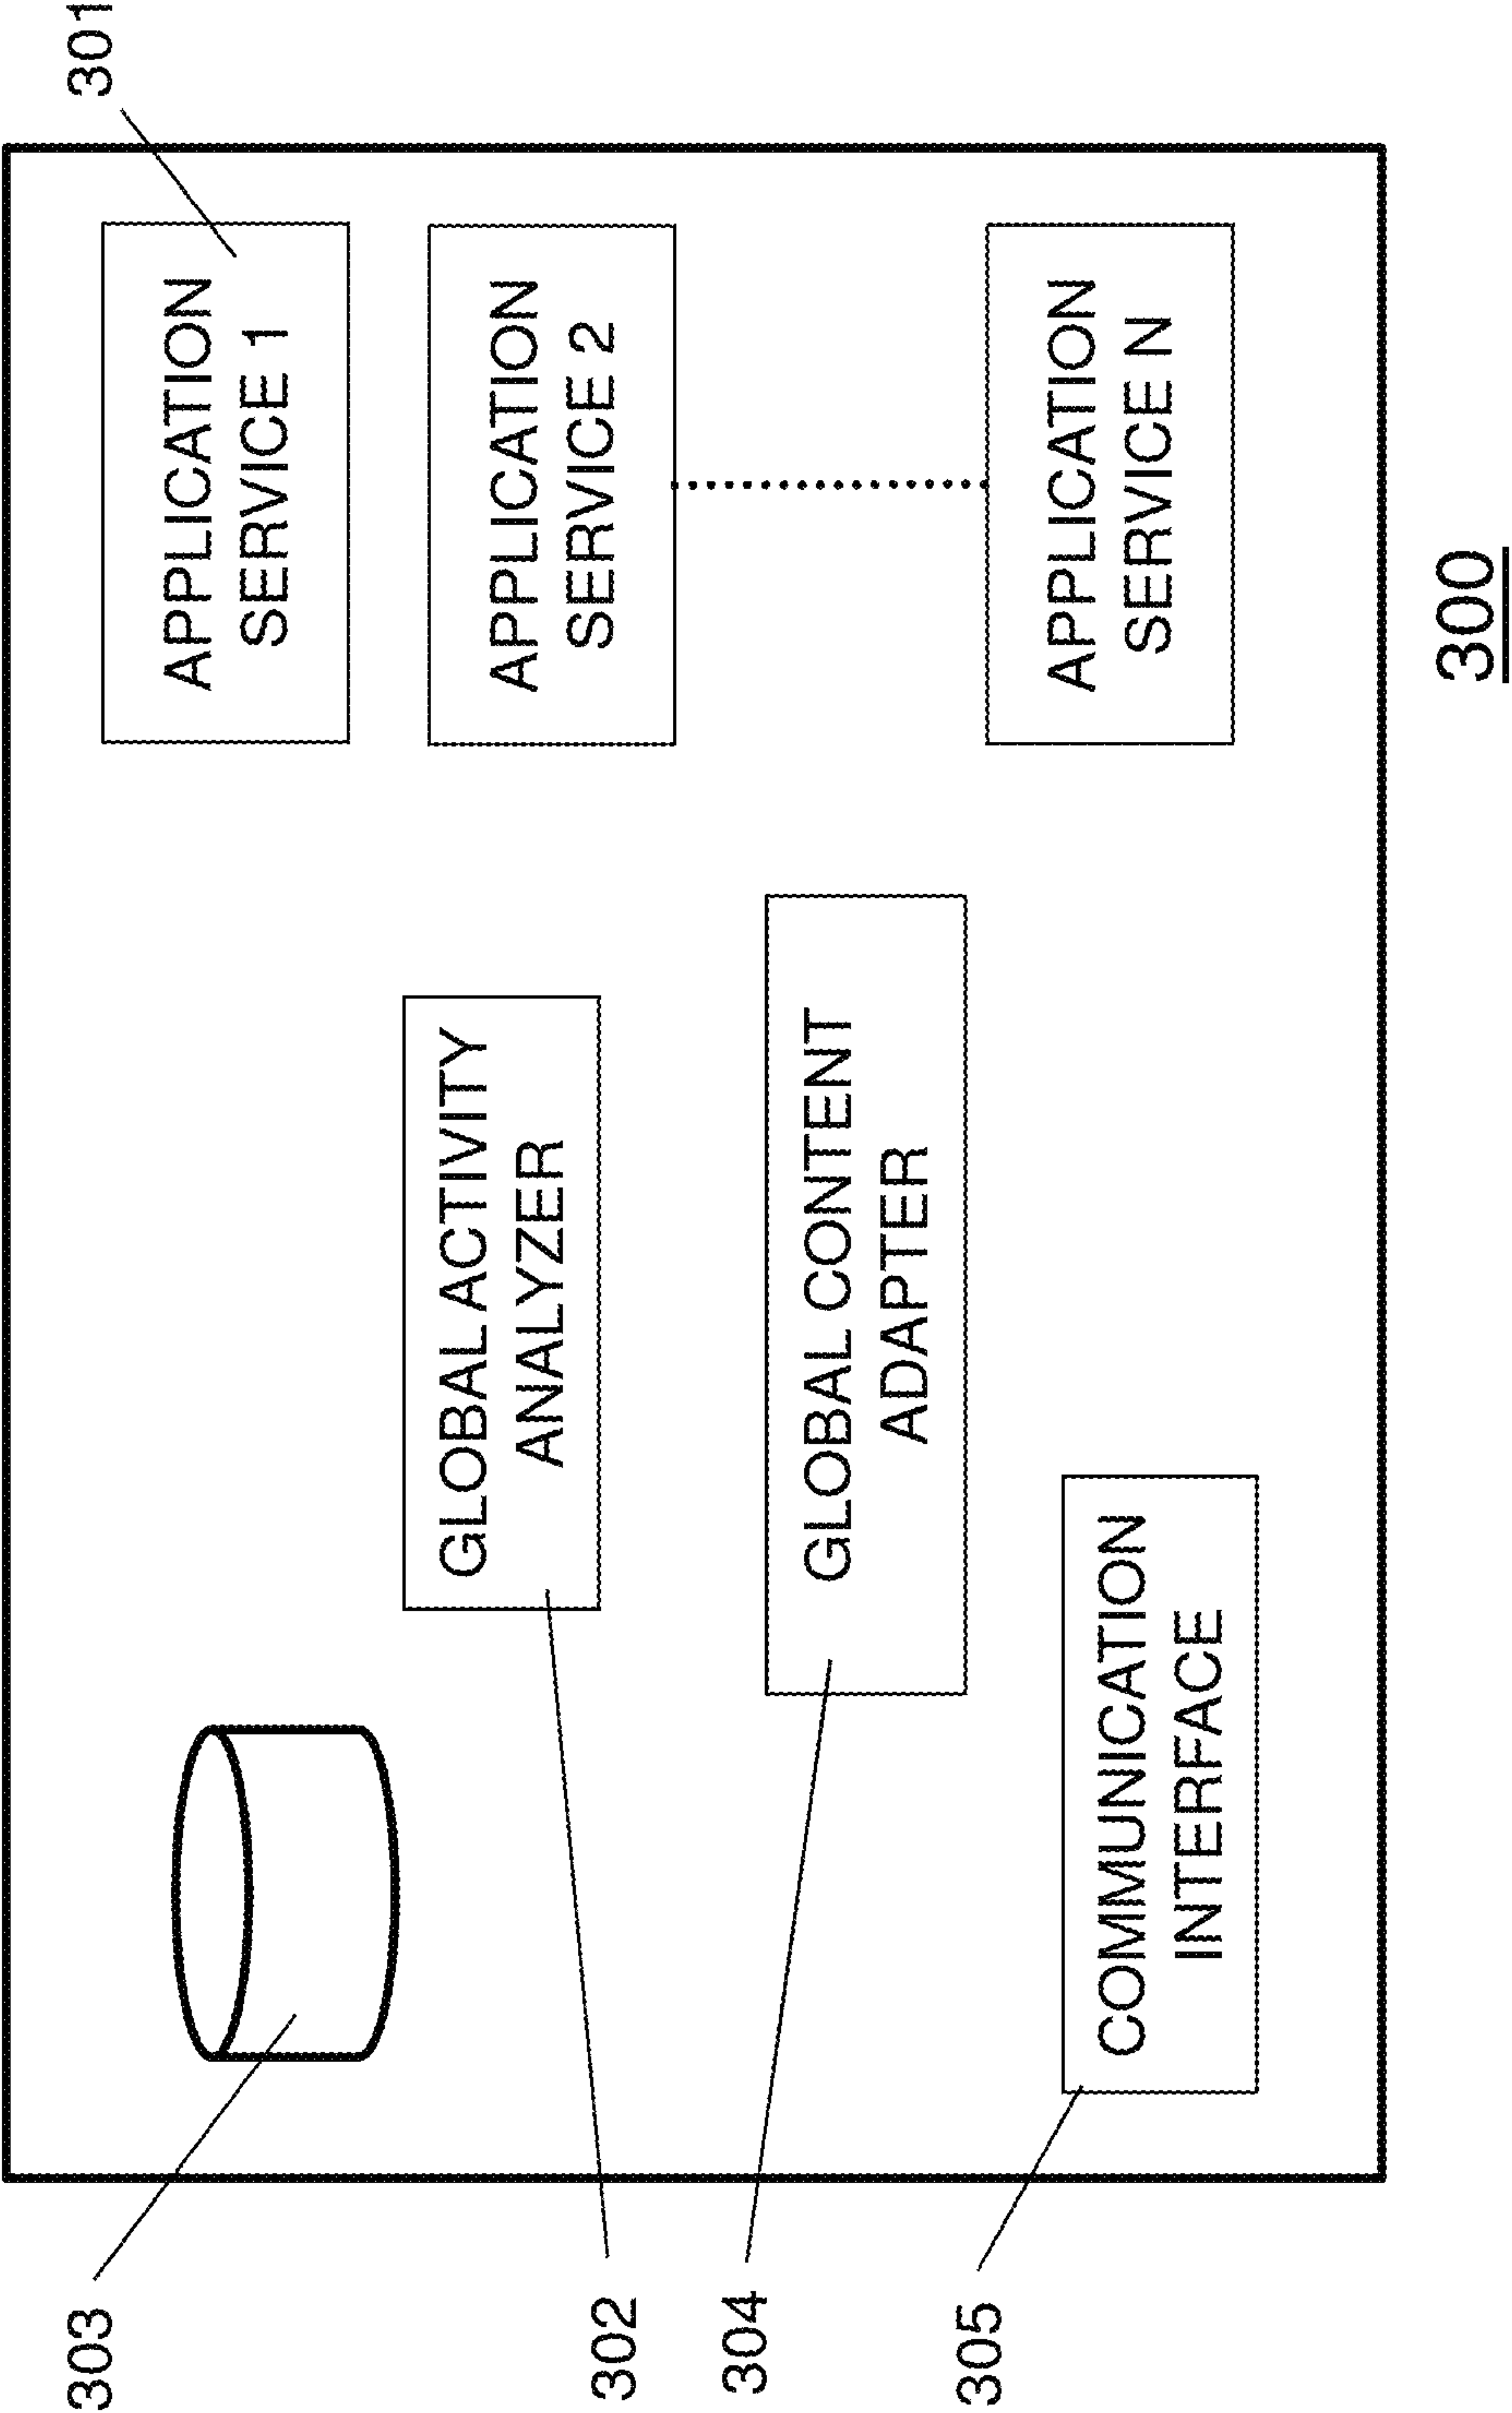 303
302
304
305
GLOBAL ACTIVITY
ANALYZER
GLOBAL CONTENT
ADAPTER
COMMUNICATION
INTERFACE
301
APPLICATION
SERVICE 1
APPLICATION
SERVICE 2
APPLICATION
SERVICE N
300